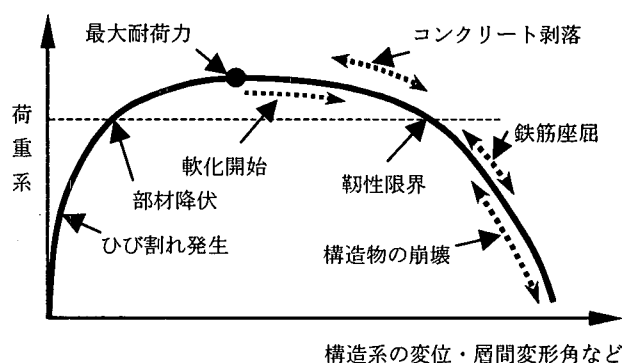 最大耐荷力
コンクリート剥落
荷重系
軟化開始
鉄筋座屈
部材降伏
靭性限界
ひび割れ発生
構造物の崩壊
構造系の変位・層間変形角など